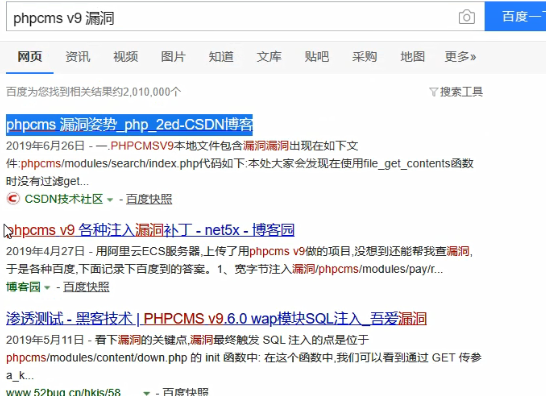 phpcms v9 漏洞
百度一
网页 资讯 视频 图片 知道 文库 贴吧 采购 地图 更多»
百度为您找到相关结果约2,010,000个 搜索工具
phpcms 漏洞姿势_php_2ed-CSDN博客
2019年6月26日 - 一.PHPCMSV9本地文件包含漏洞漏洞出现在如下文
件:phpcms/modules/search/index.php代码如下:本处大家会发现在使用file_get_contents函数
时没有过滤get...
CSDN技术社区 - 百度快照
phpcms v9 各种注入漏洞补丁 - net5x - 博客园
2019年4月27日 - 用阿里云ECS服务器,上传了用phpcms v9做的项目,没想到还能帮我查漏洞,
于是各种百度,下面记录下百度到的答案。1、宽字节注入漏洞/phpcms/modules/pay/r...
博客园 - 百度快照
渗透测试 - 黑客技术 | PHPCMS v9.6.0 wap模块SQL注入_吾爱漏洞
2019年5月11日 - 看下漏洞的关键点,漏洞最终触发 SQL 注入的点是位于
phpcms/modules/content/down.php 的 init 函数中: 在这个函数中,我们可以看到通过 GET 传参
a_k...
www.52bug.cn/hkjs/58... - 百度快照